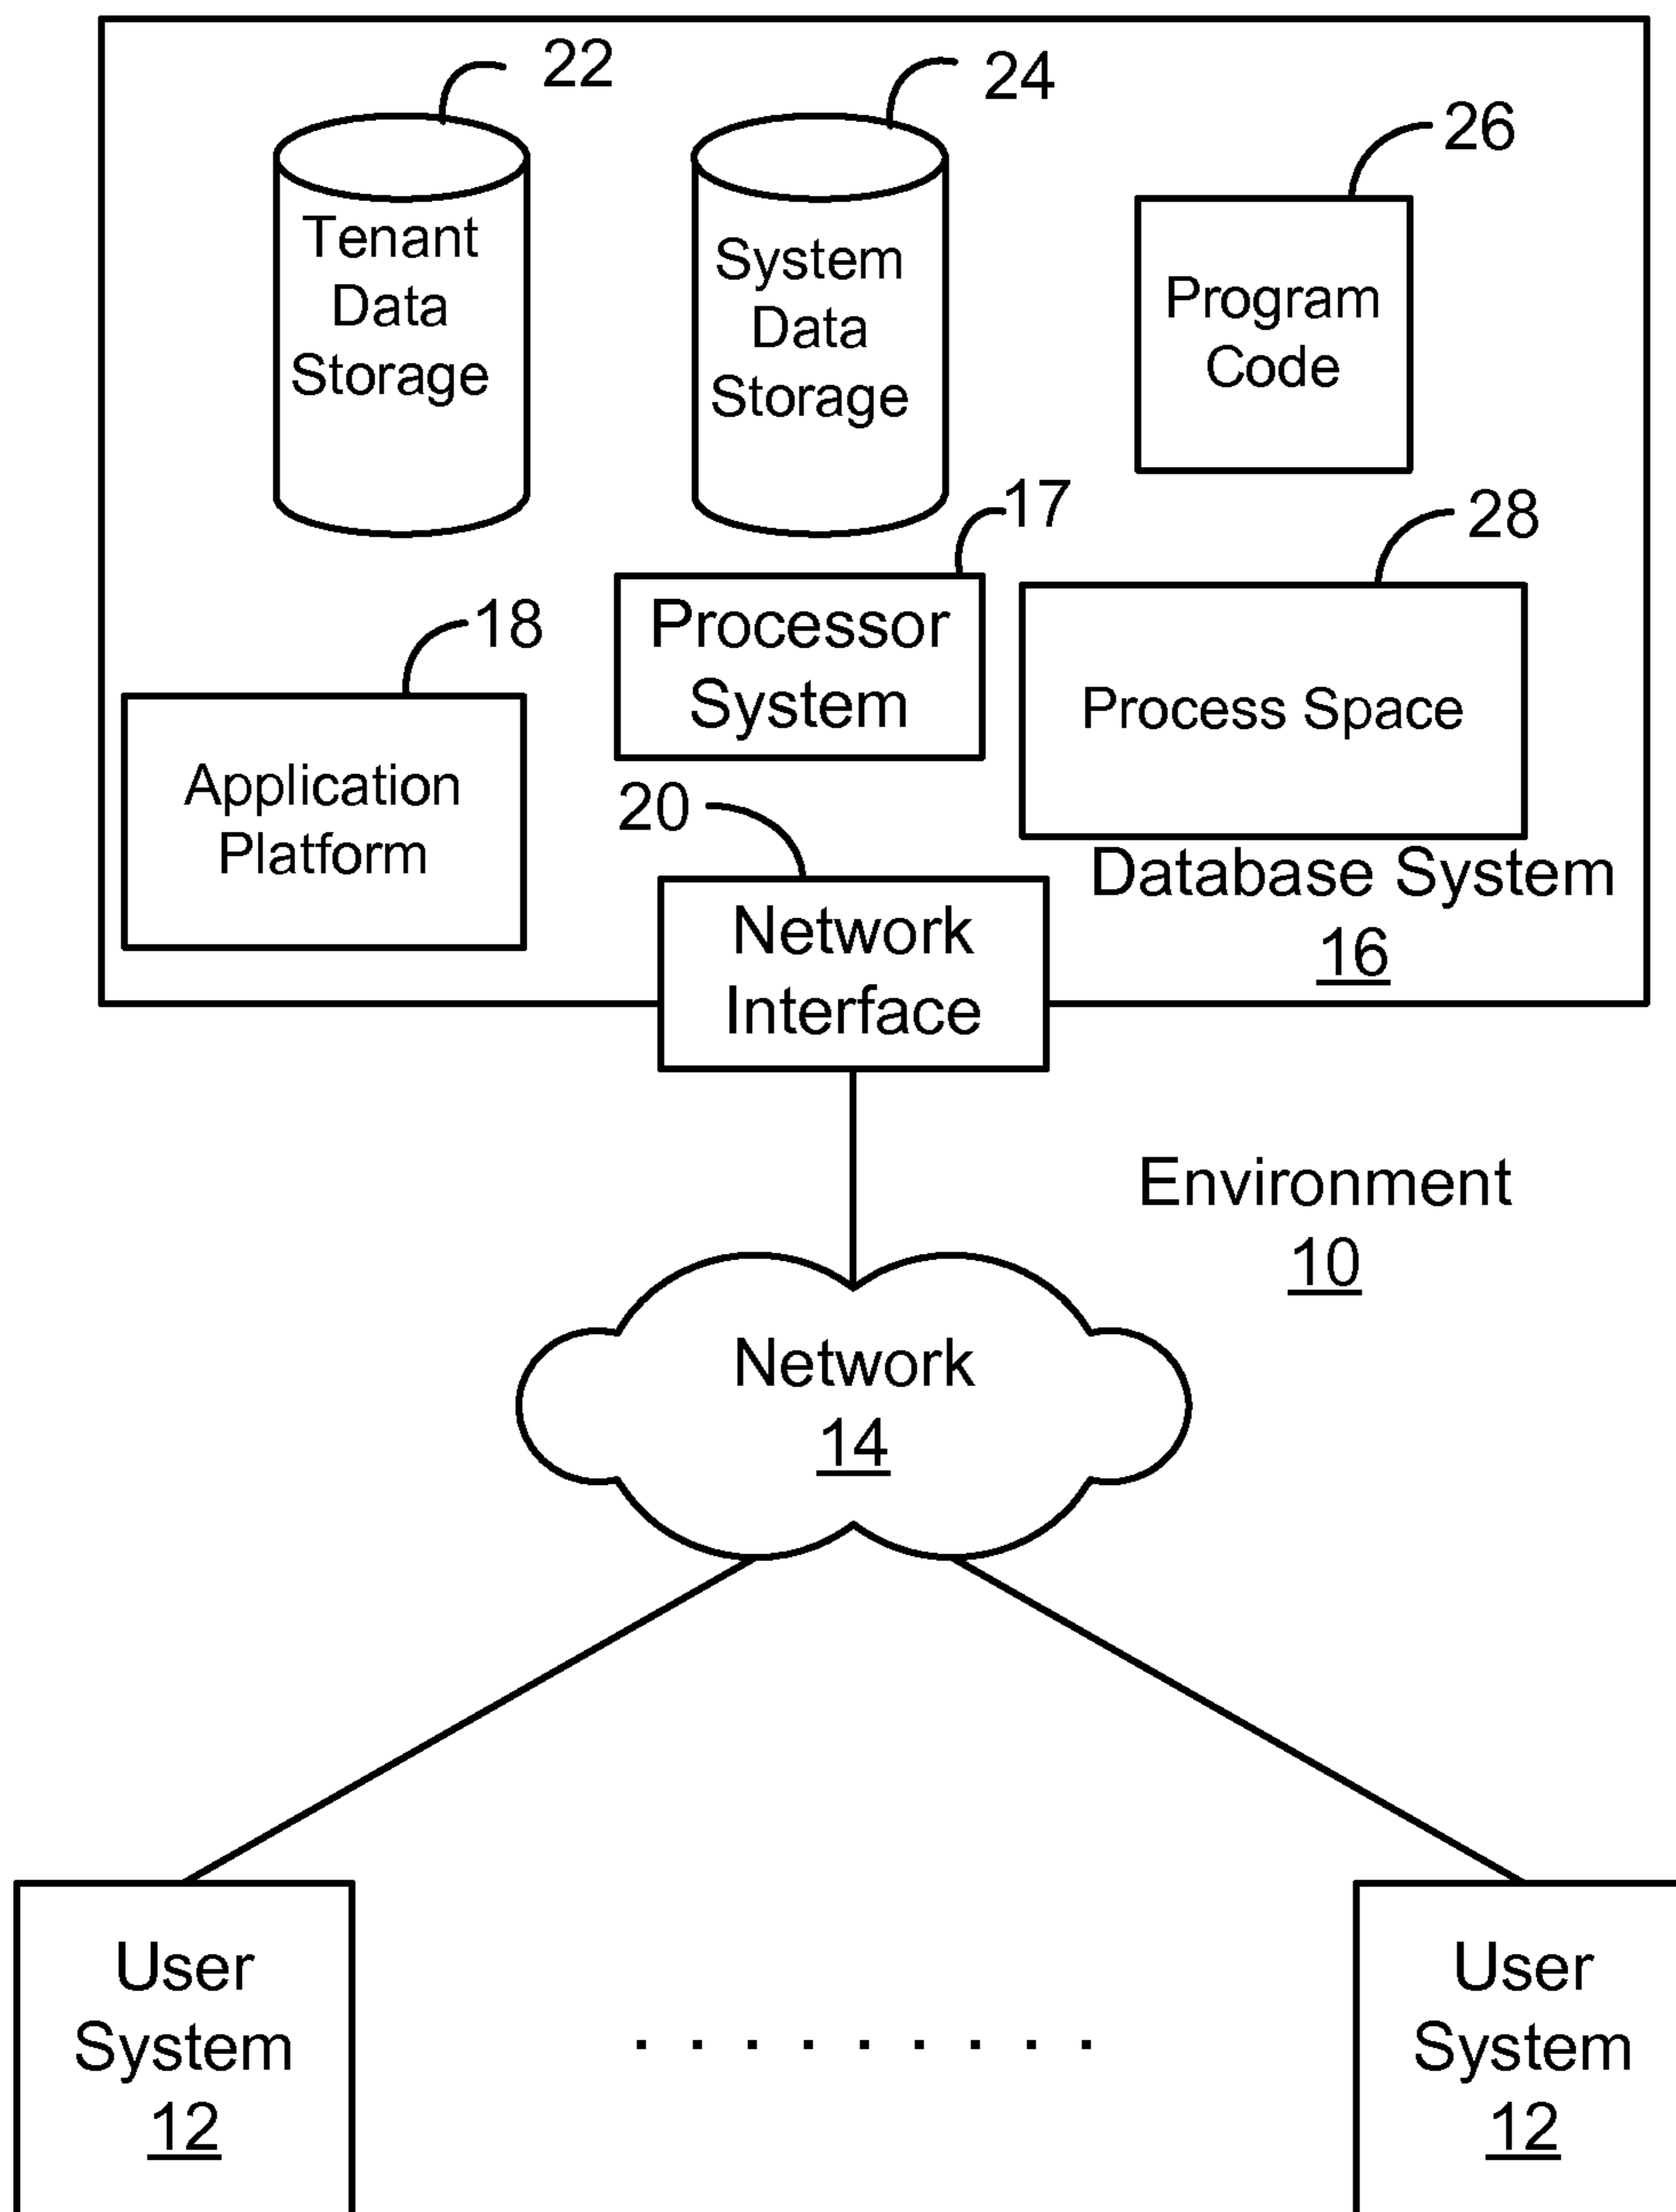 22
24
26
Tenant
Data
Storage
System
Data
Storage
Program
Code
17
28
18
Processor
System
Process Space
Application
Platform
20
Database System
16
Network
Interface
Environment
10
Network
14
User
System
12
. . . . . . . . .
User
System
12